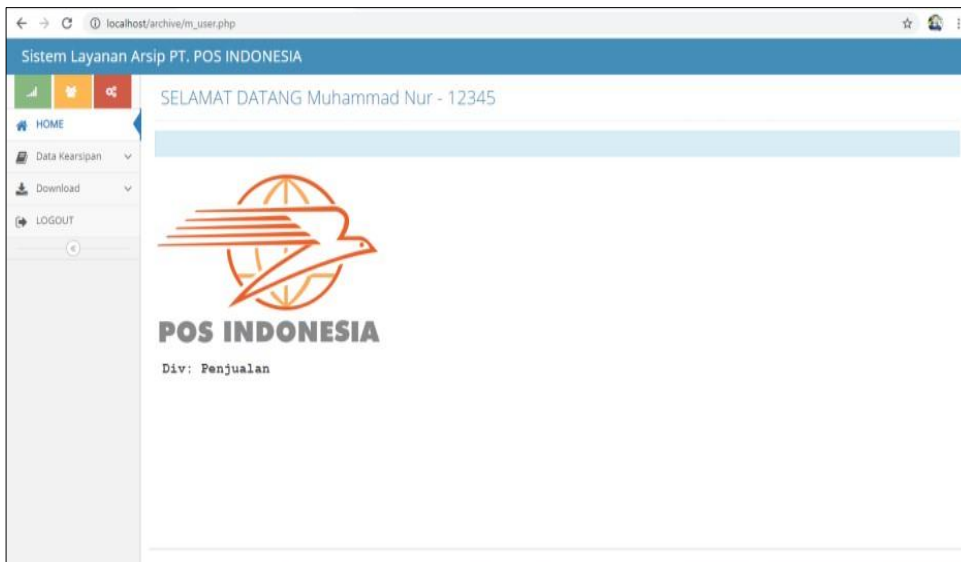 localhost/archive/m_user.php
Sistem Layanan Arsip PT. POS INDONESIA
SELAMAT DATANG Muhammad Nur - 12345
HOME
Data Kearsipan
Download
LOGOUT
POS INDONESIA
Div: Penjualan